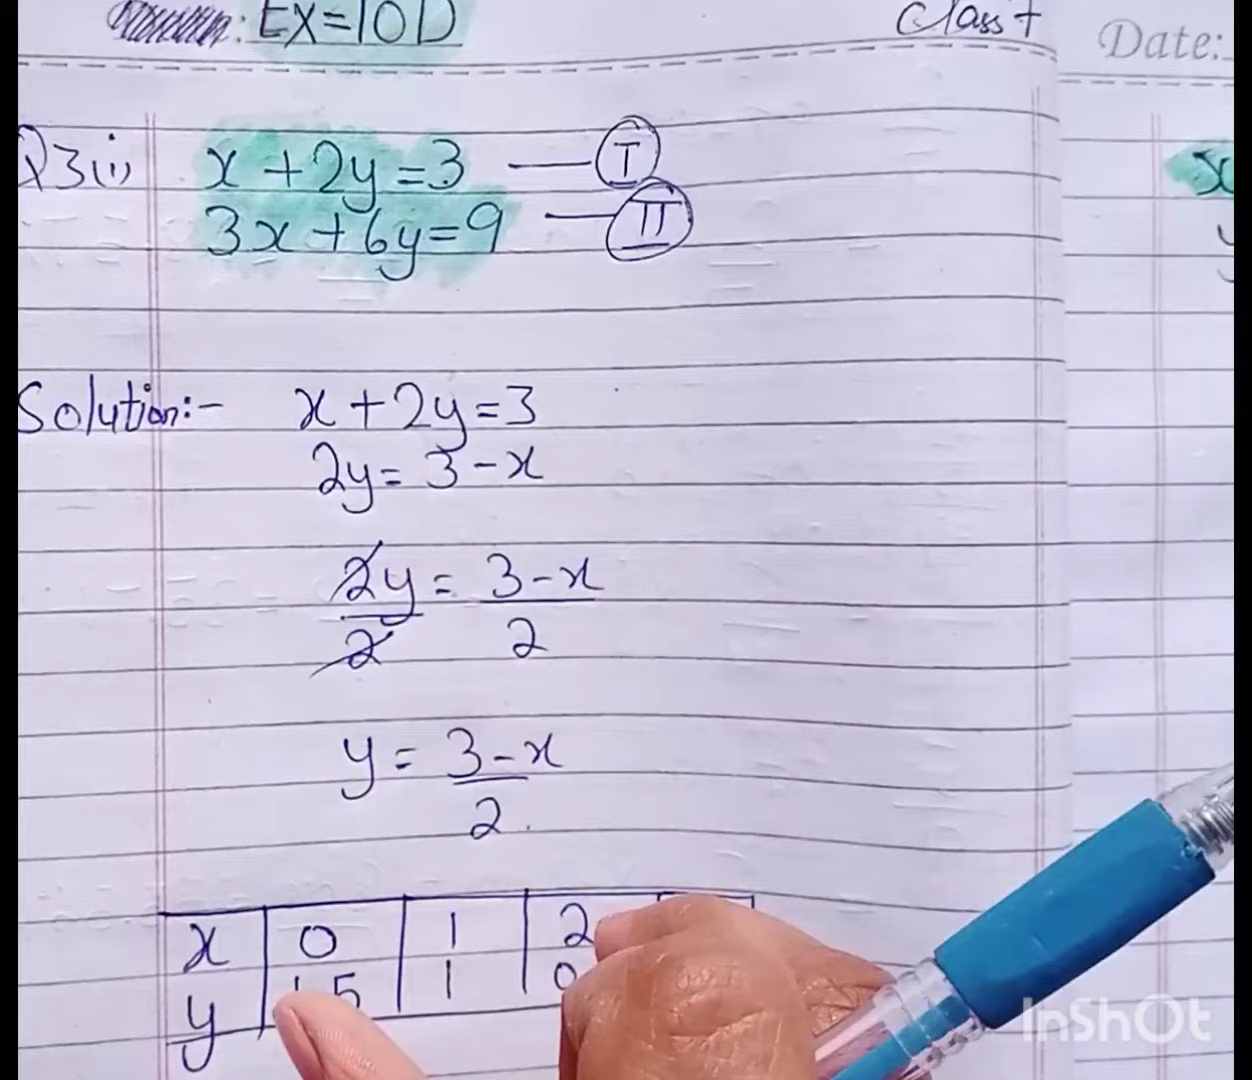 : Ex=10D
Class 7
Date:
Q3(i) x+2y=3 — I
3x+6y=9 — II
Solution:- x+2y=3
2y= 3-x
2y/2 = 3-x/2
y = 3-x/2.
x 0 1 2
y 1.5 1 0
InShOt